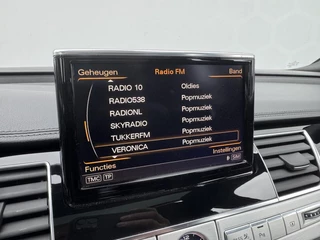 Geheugen Radio FM Band
RADIO 10 Oldies
RADIO538 Popmuziek
RADIONL Popmuziek
SKYRADIO Popmuziek
TUKKERFM Popmuziek
VERONICA Popmuziek
Instellingen
Functies
TMC TP SIM